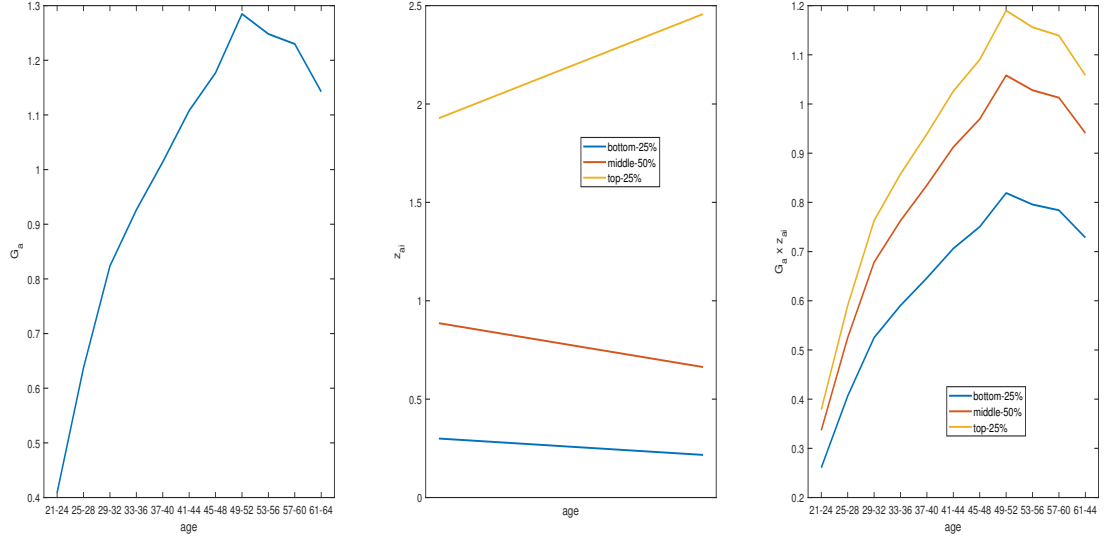 1.3
1.2
1.1
1
0.9
0.8
0.7
0.6
0.5
0.4
G_a
21-24 25-28 29-32 33-36 37-40 41-44 45-48 49-52 53-56 57-60 61-64
age
2.5
2
1.5
1
0.5
0
z_ai
bottom-25%
middle-50%
top-25%
age
1.2
1.1
1
0.9
0.8
0.7
0.6
0.5
0.4
0.3
0.2
G_a x z_ai
bottom-25%
middle-50%
top-25%
21-24 25-28 29-32 33-36 37-40 41-44 45-48 49-52 53-56 57-60 61-44
age